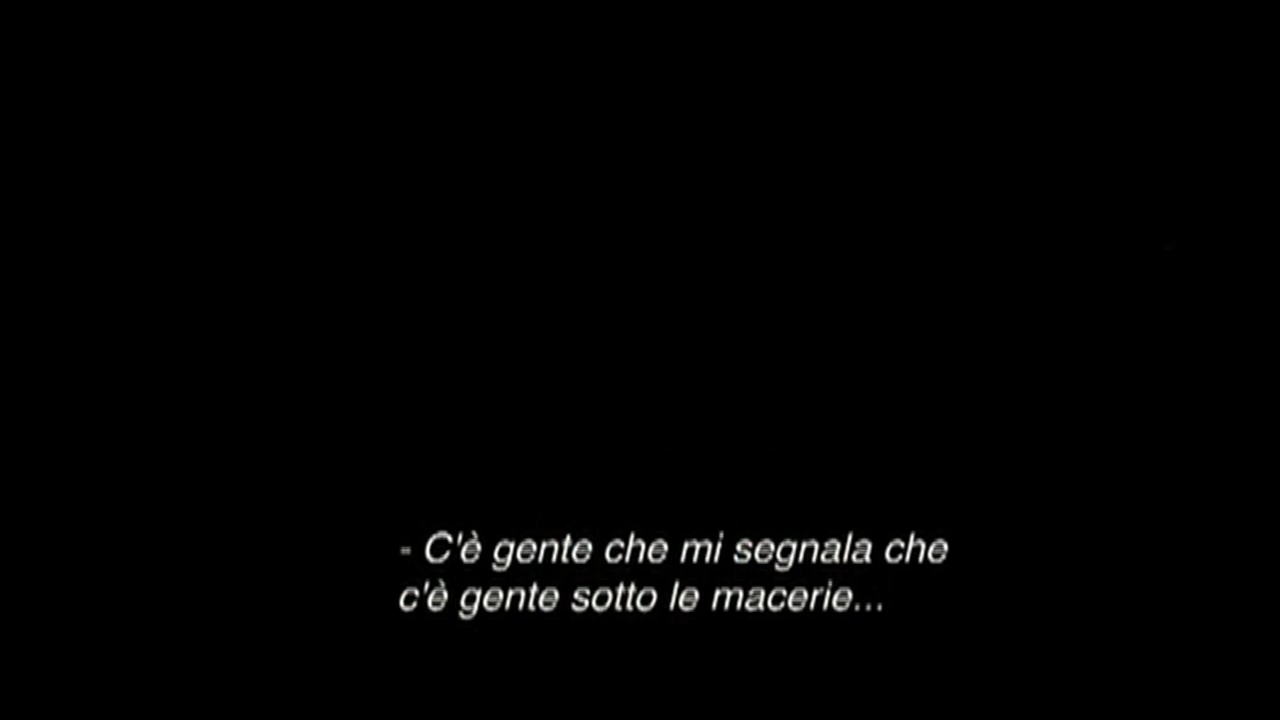 - C'è gente che mi segnala che
c'è gente sotto le macerie...